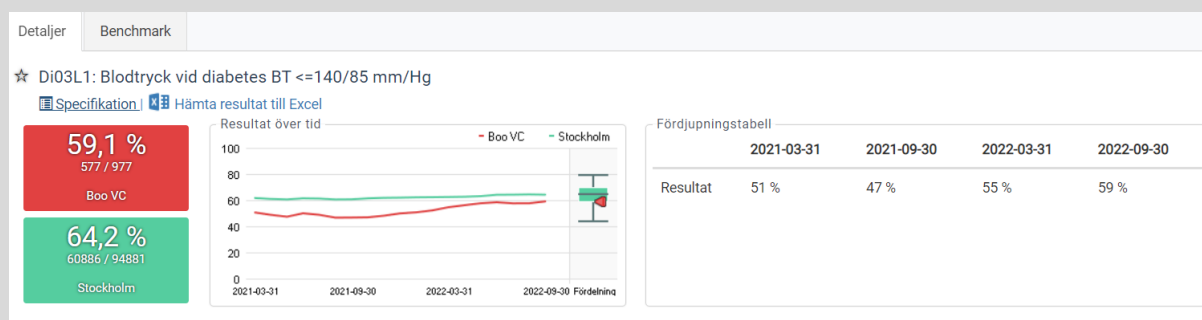 Detaljer Benchmark
Di03L1: Blodtryck vid diabetes BT <=140/85 mm/Hg
Specifikation | Hämta resultat till Excel
59,1 %
577 / 977
Boo VC
64,2 %
60886 / 94881
Stockholm
Resultat över tid
Boo VC Stockholm
100
80
60
40
20
0
2021-03-31 2021-09-30 2022-03-31 2022-09-30 Fördelning
Fördjupningstabell
2021-03-31 2021-09-30 2022-03-31 2022-09-30
Resultat 51 % 47 % 55 % 59 %